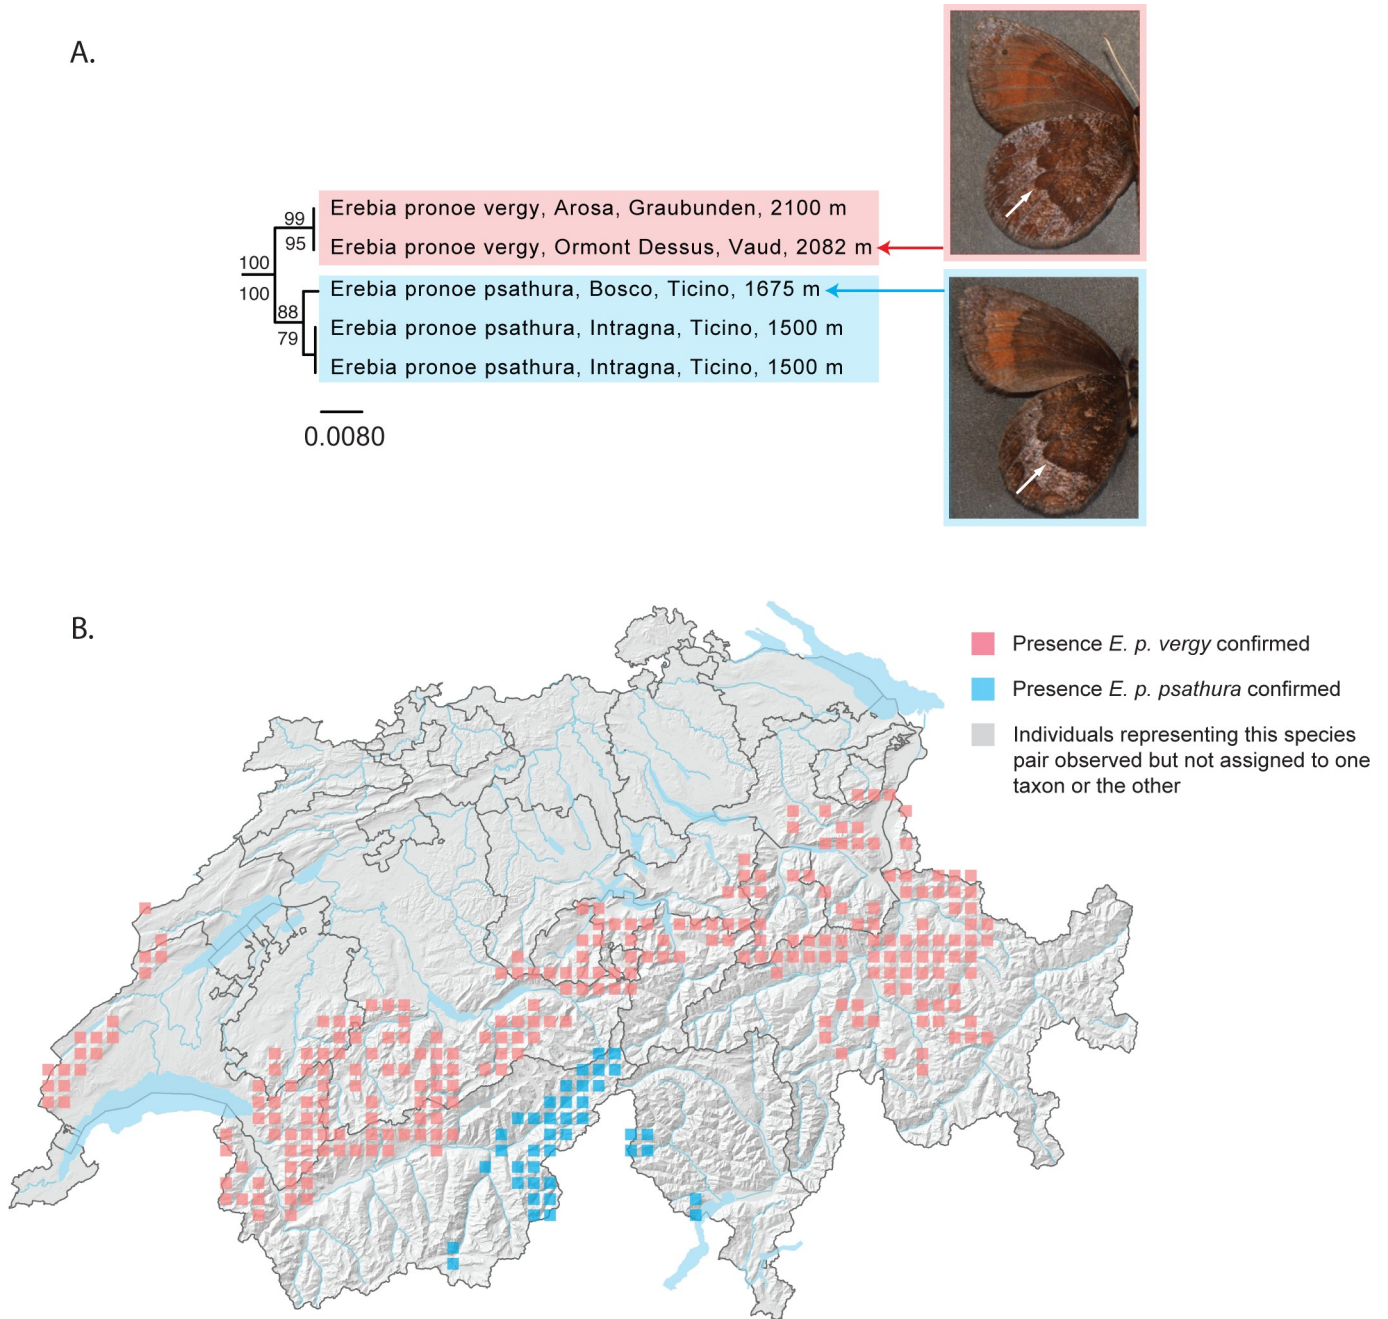 A.
Erebia pronoe vergy, Arosa, Graubunden, 2100 m
99
95
Erebia pronoe vergy, Ormont Dessus, Vaud, 2082 m
100
100
Erebia pronoe psathura, Bosco, Ticino, 1675 m
88
79
Erebia pronoe psathura, Intragna, Ticino, 1500 m
Erebia pronoe psathura, Intragna, Ticino, 1500 m
0.0080
B.
Presence E. p. vergy confirmed
Presence E. p. psathura confirmed
Individuals representing this species
pair observed but not assigned to one
taxon or the other